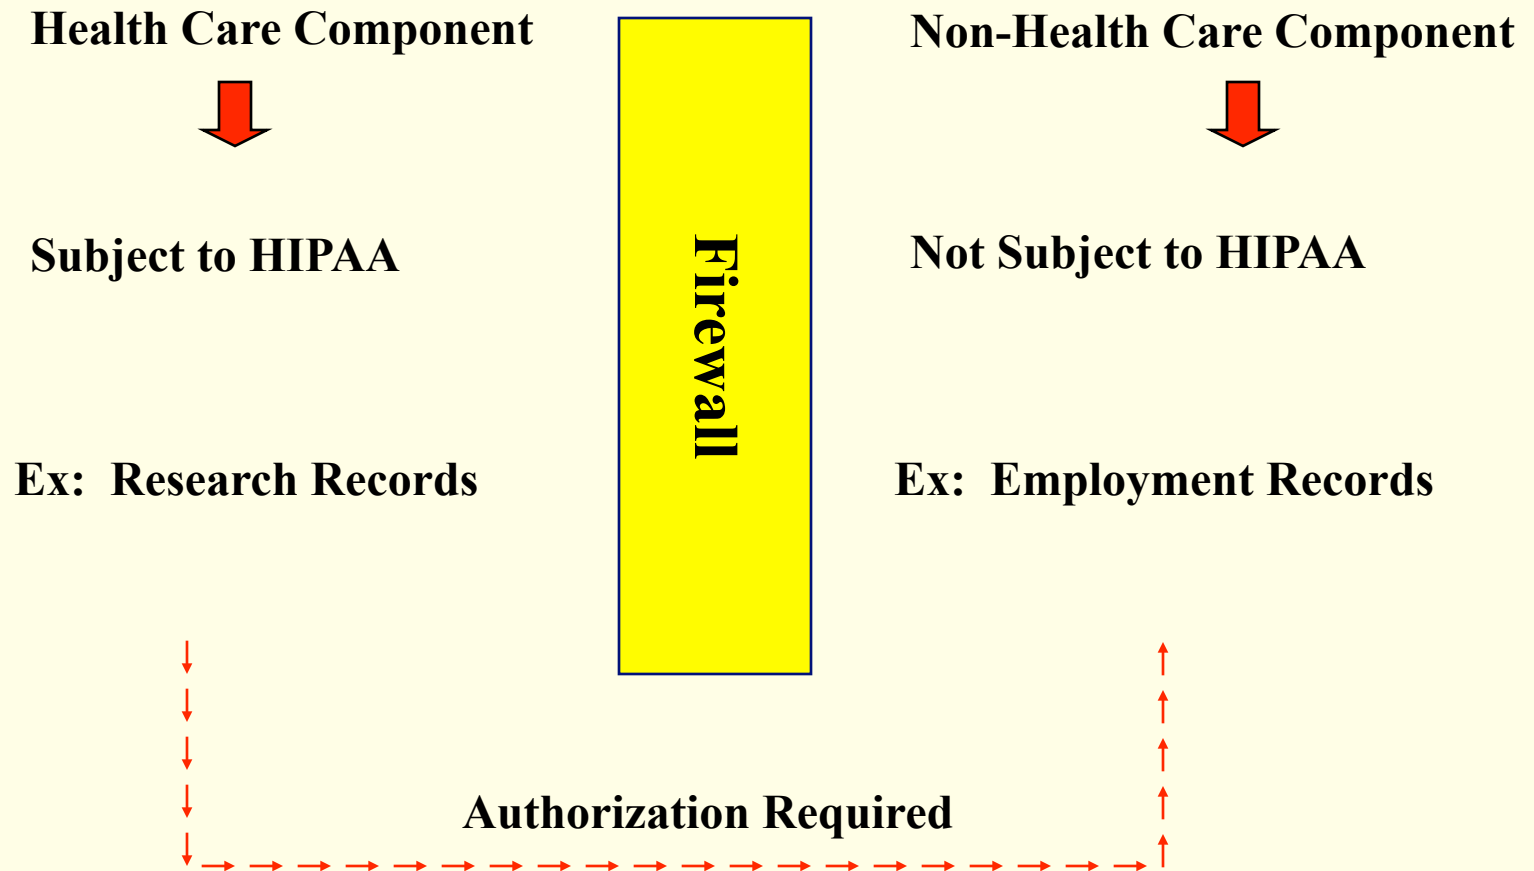 Health Care Component
Non-Health Care Component
Subject to HIPAA
Not Subject to HIPAA
Firewall
Ex: Research Records
Ex: Employment Records
Authorization Required